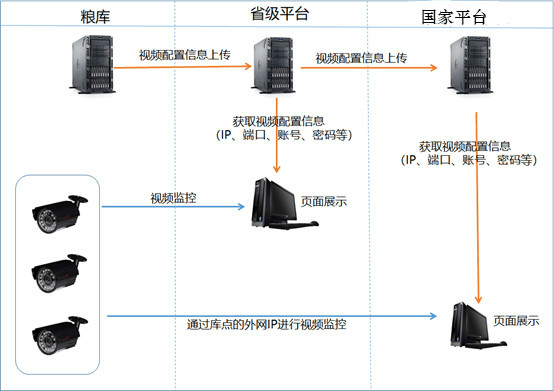 粮库
省级平台
国家平台
视频配置信息上传
视频配置信息上传
获取视频配置信息
（IP、端口、账号、密码等）
获取视频配置信息
（IP、端口、账号、密码等）
视频监控
页面展示
通过库点的外网IP进行视频监控
页面展示